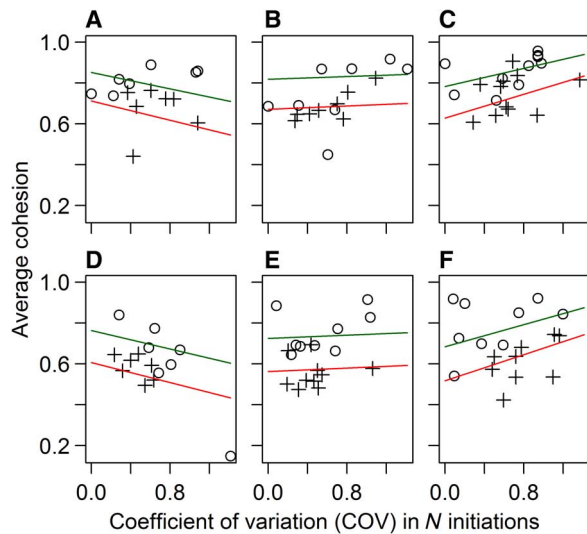 A B C
1.0
0.6
0.2
D E F
1.0
0.6
0.2
Average cohesion
0.0 0.8 0.0 0.8 0.0 0.8
Coefficient of variation (COV) in N initiations